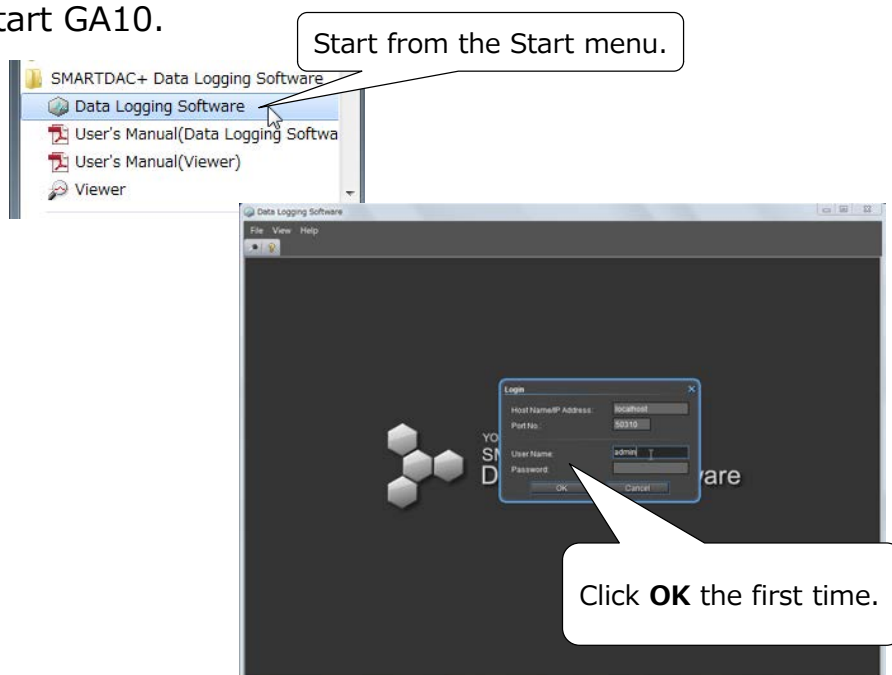 tart GA10.
Start from the Start menu.
SMARTDAC+ Data Logging Software
Data Logging Software
User's Manual(Data Logging Softwa
User's Manual(Viewer)
Viewer
Data Logging Software
File View Help
Login
Host Name/IP Address: localhost
Port No.: 50310
YO
SM
User Name: admin
D
are
Password:
OK Cancel
Click OK the first time.